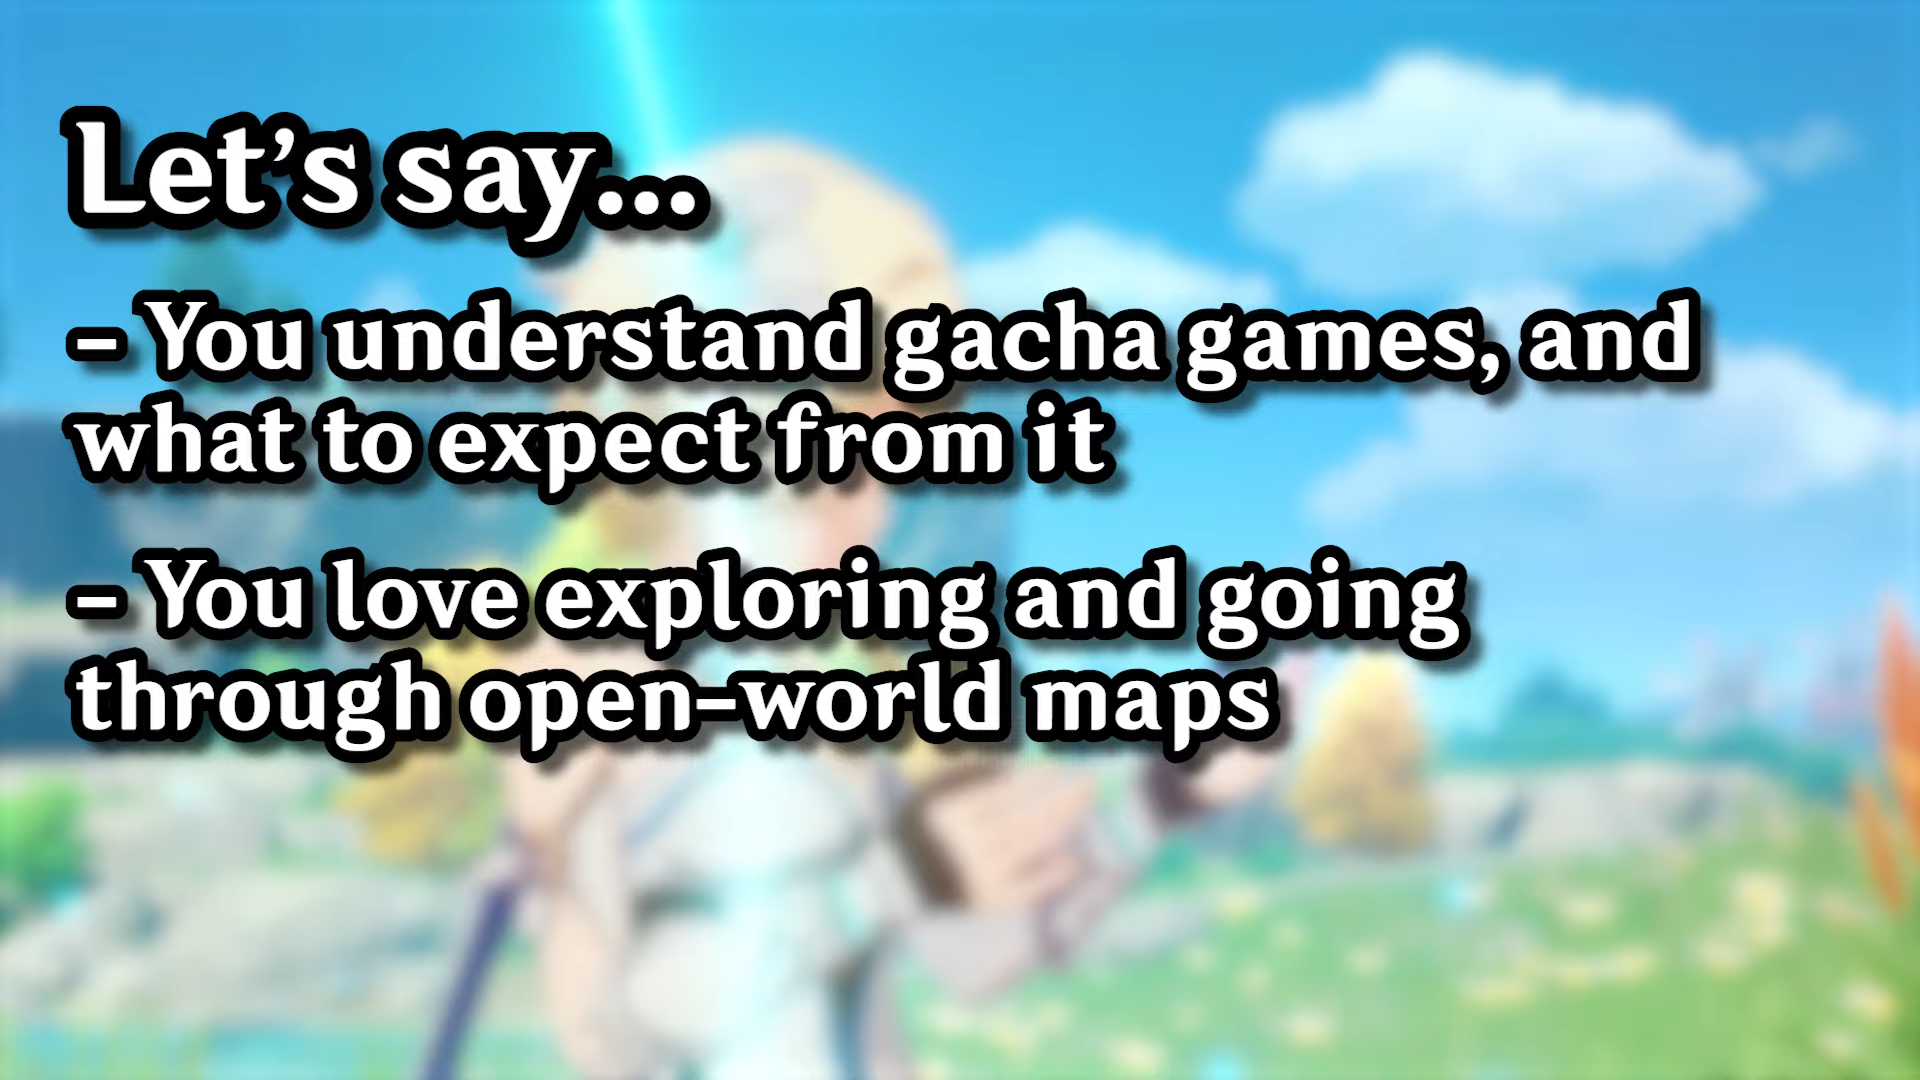 Let's say...
- You understand gacha games, and
what to expect from it
- You love exploring and going
through open-world maps